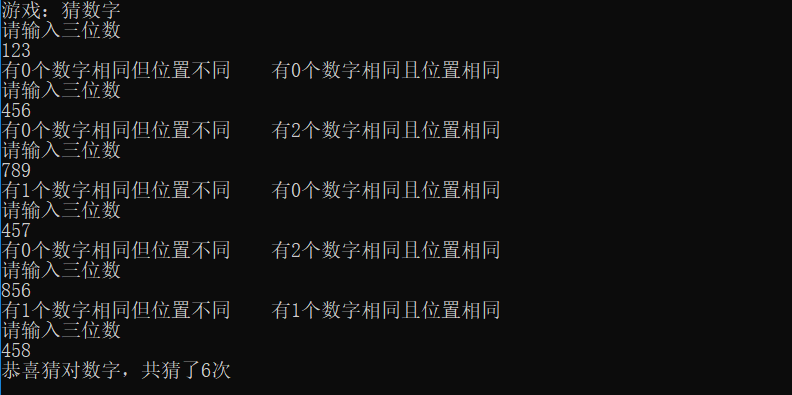 游戏：猜数字
请输入三位数
123
有0个数字相同但位置不同    有0个数字相同且位置相同
请输入三位数
456
有0个数字相同但位置不同    有2个数字相同且位置相同
请输入三位数
789
有1个数字相同但位置不同    有0个数字相同且位置相同
请输入三位数
457
有0个数字相同但位置不同    有2个数字相同且位置相同
请输入三位数
856
有1个数字相同但位置不同    有1个数字相同且位置相同
请输入三位数
458
恭喜猜对数字，共猜了6次